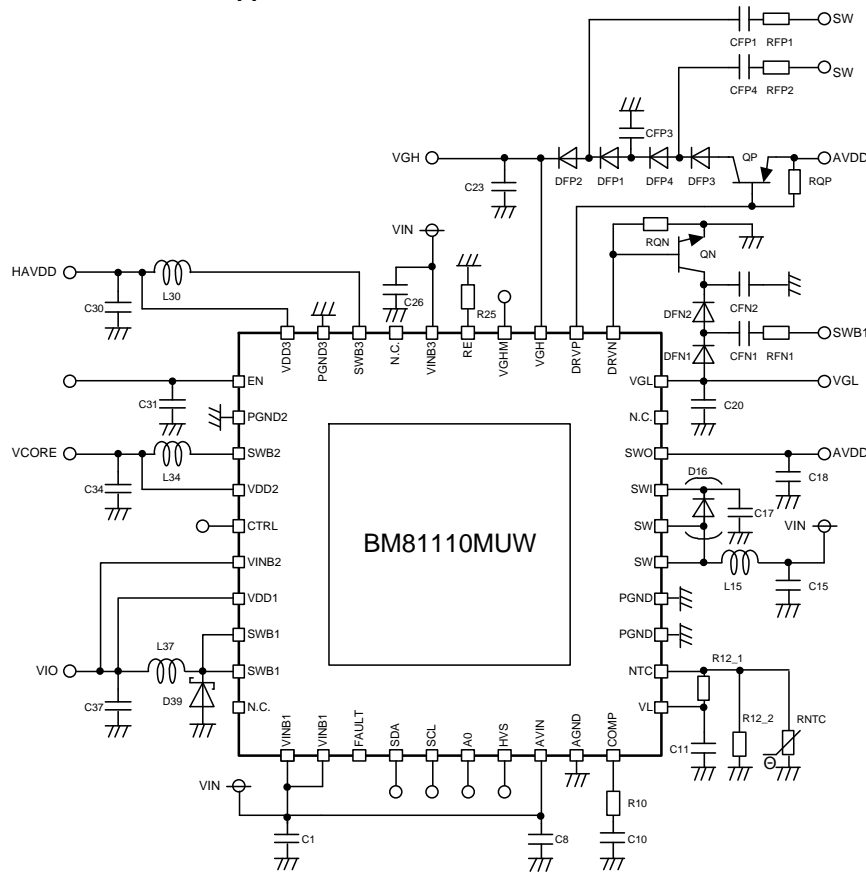 SW
CFP1 RFP1
SW
CFP4 RFP2
CFP3
QP
VGH
AVDD
DFP2 DFP1 DFP4 DFP3
RQP
C23
VIN
RQN
QN
HAVDD
C30
L30
C26
R25
DFN2
CFN2
DFN1
CFN1 RFN1
SWB1
VDD3
PGND3
SWB3
N.C.
VINB3
RE
VGHM
VGH
DRVP
DRVN
EN
C31
PGND2
VCORE
SWB2
L34
C34
VDD2
CTRL
VINB2
VDD1
L37
SWB1
VIO
SWB1
C37
D39
N.C.
BM81110MUW
VGL
VGL
C20
N.C.
SWO
AVDD
C18
D16
SWI
C17
VIN
SW
SW
L15
C15
PGND
PGND
NTC
R12_1
VL
R12_2
RNTC
C11
VINB1
VINB1
FAULT
SDA
SCL
A0
HVS
AVIN
AGND
COMP
VIN
C1
C8
R10
C10